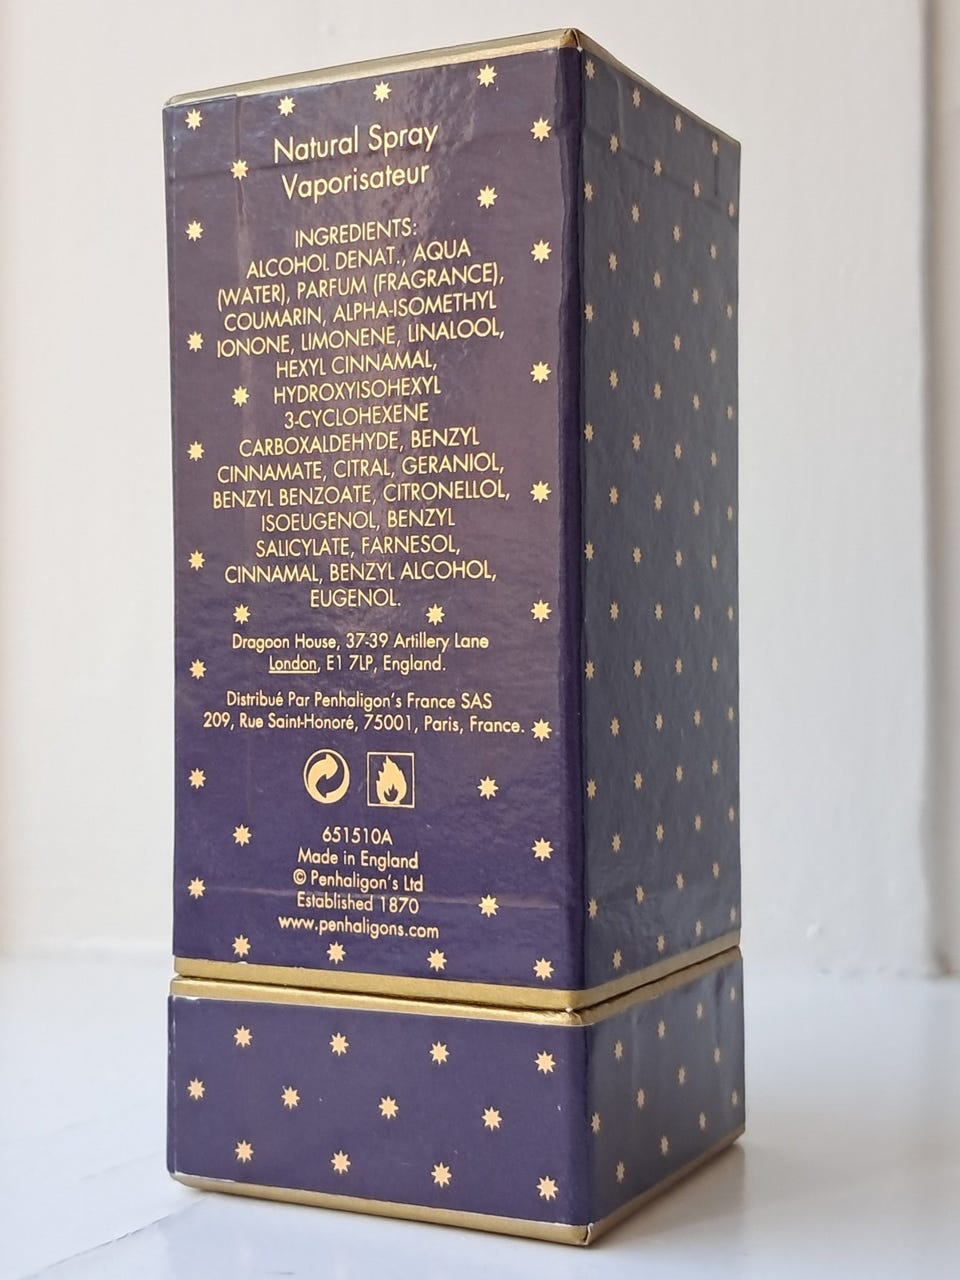 Natural Spray
Vaporisateur
INGREDIENTS:
ALCOHOL DENAT., AQUA
(WATER), PARFUM (FRAGRANCE),
COUMARIN, ALPHA-ISOMETHYL
IONONE, LIMONENE, LINALOOL,
HEXYL CINNAMAL,
HYDROXYISOHEXYL
3-CYCLOHEXENE
CARBOXALDEHYDE, BENZYL
CINNAMATE, CITRAL, GERANIOL,
BENZYL BENZOATE, CITRONELLOL,
ISOEUGENOL, BENZYL
SALICYLATE, FARNESOL,
CINNAMAL, BENZYL ALCOHOL,
EUGENOL.
Dragoon House, 37-39 Artillery Lane
London, E1 7LP, England.
Distribué Par Penhaligon's France SAS
209, Rue Saint-Honoré, 75001, Paris, France.
651510A
Made in England
© Penhaligon's Ltd
Established 1870
www.penhaligons.com